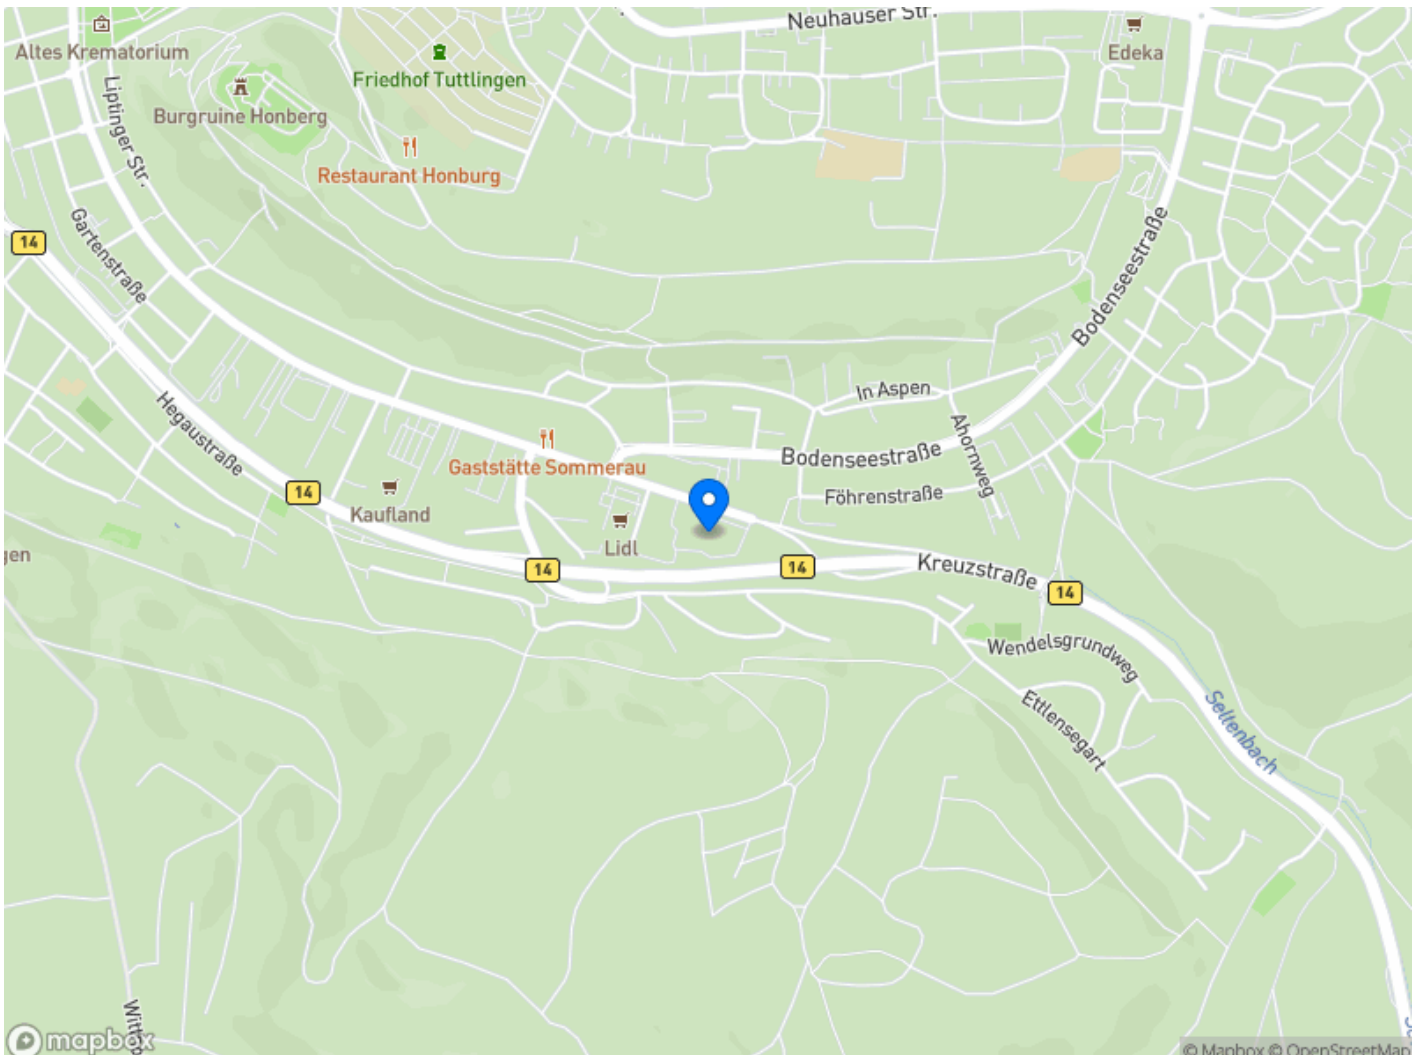 Neuhauser Str.
Edeka
Altes Krematorium
Friedhof Tuttlingen
Burgruine Honberg
Liptinger Str.
Restaurant Honburg
Gartenstraße
14
Bodenseestraße
In Aspen
Hegaustraße
Ahornweg
Gaststätte Sommerau
Bodenseestraße
14
Föhrenstraße
Kaufland
Lidl
gen
14
14
Kreuzstraße
14
Wendelsgrundweg
Ettlensegart
Seltenbach
mapbox
© Mapbox © OpenStreetMap